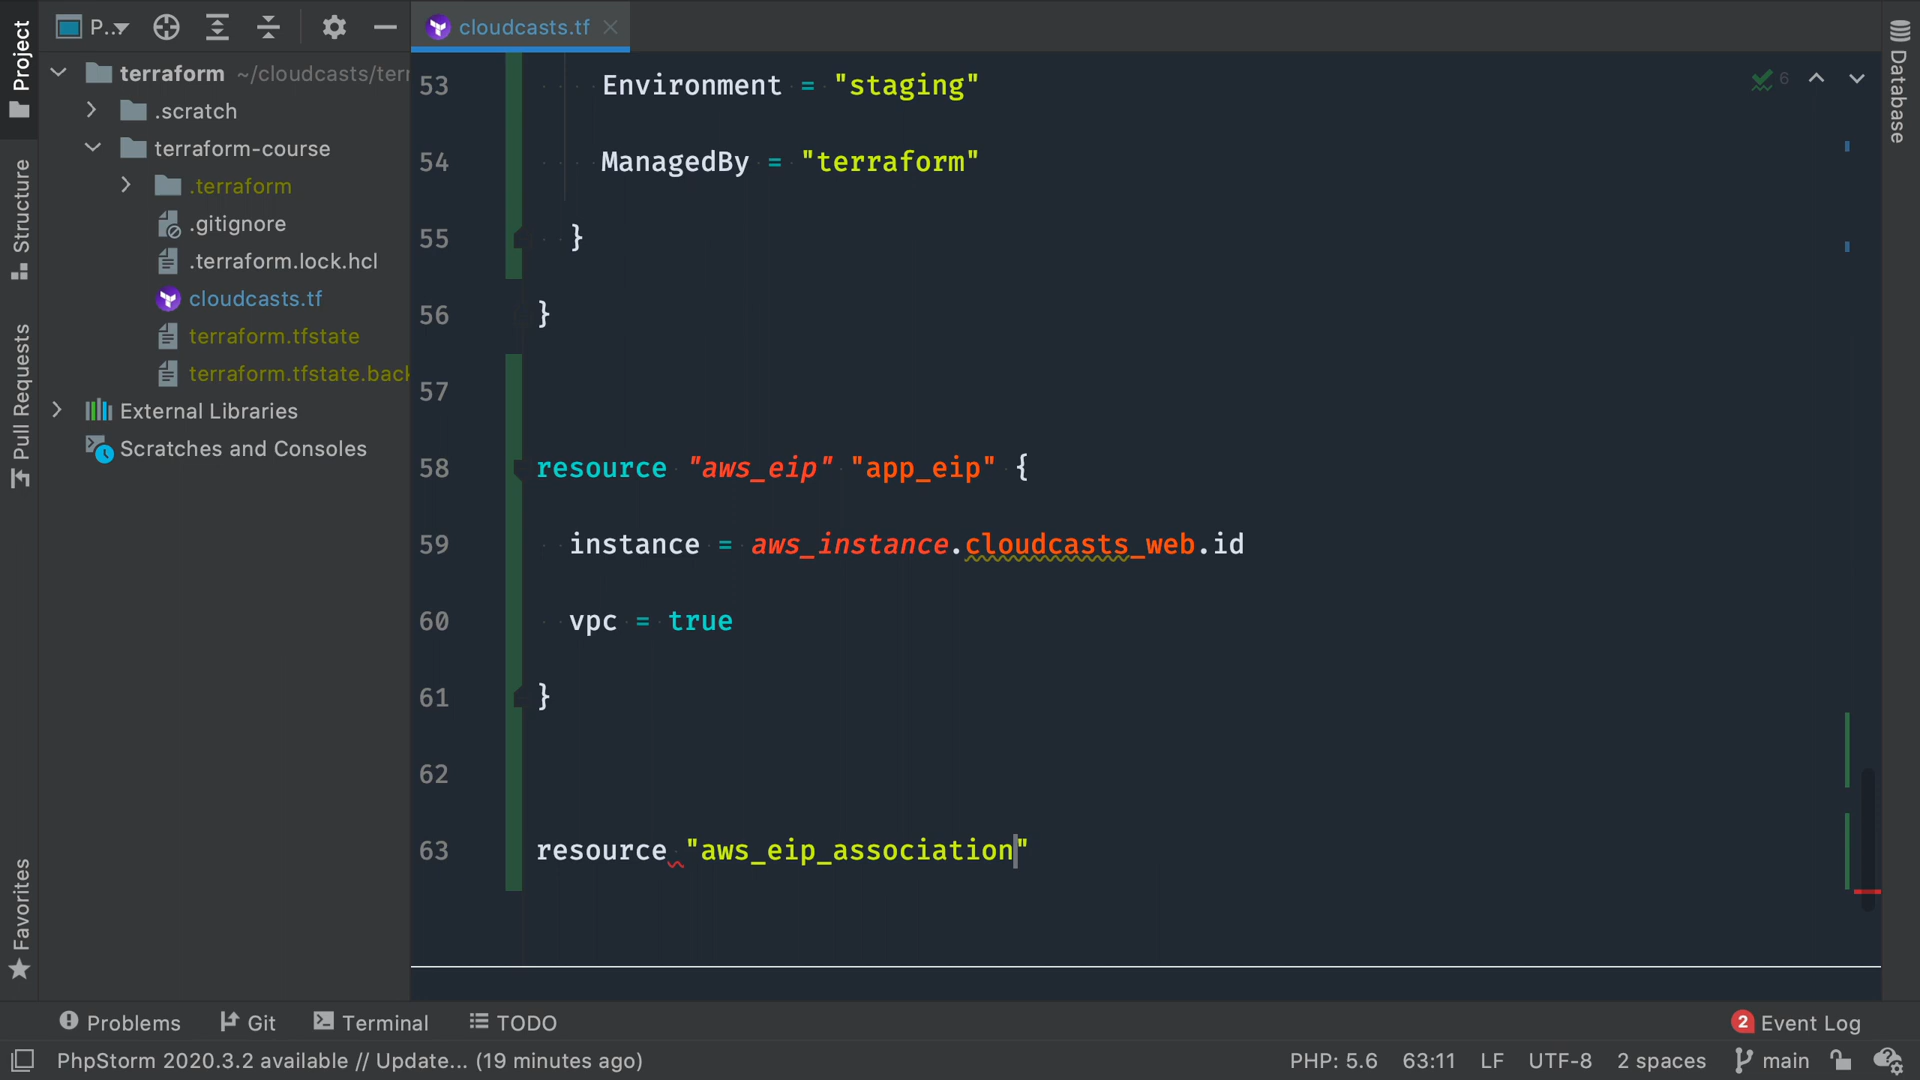 Project
P..
cloudcasts.tf
terraform ~/cloudcasts/terr
.scratch
terraform-course
.terraform
.gitignore
.terraform.lock.hcl
cloudcasts.tf
terraform.tfstate
terraform.tfstate.back
External Libraries
Scratches and Consoles
Structure
Pull Requests
Favorites
Database
6
53 Environment = "staging"
54 ManagedBy = "terraform"
55 }
56 }
57
58 resource "aws_eip" "app_eip" {
59 instance = aws_instance.cloudcasts_web.id
60 vpc = true
61 }
62
63 resource "aws_eip_association"
Problems Git Terminal TODO 2 Event Log
PhpStorm 2020.3.2 available // Update... (19 minutes ago) PHP: 5.6 63:11 LF UTF-8 2 spaces main